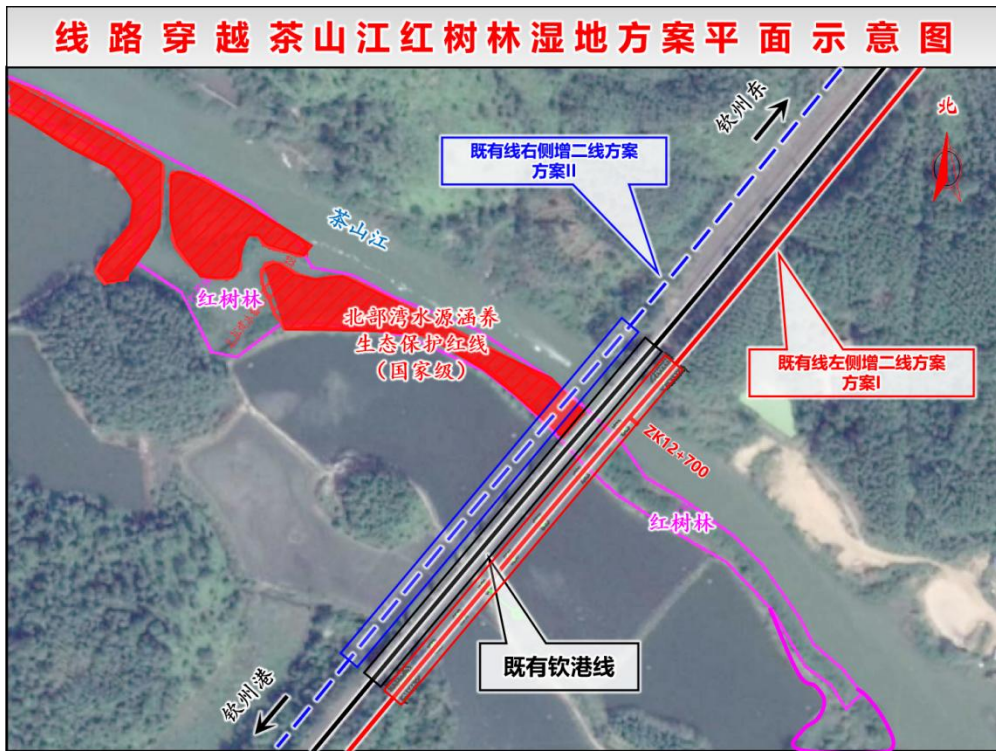 线路穿越茶山江红树林湿地方案平面示意图
钦州东
北
既有线右侧增二线方案
方案II
茶山江
红树林
北部湾水源涵养
生态保护红线
（国家级）
既有线左侧增二线方案
方案I
ZK12+700
红树林
既有钦港线
钦州港